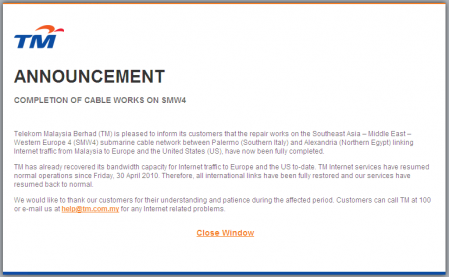 TM
ANNOUNCEMENT
COMPLETION OF CABLE WORKS ON SMW4
Telekom Malaysia Berhad (TM) is pleased to inform its customers that the repair works on the Southeast Asia – Middle East –
Western Europe 4 (SMW4) submarine cable network between Palermo (Southern Italy) and Alexandria (Northern Egypt) linking
Internet traffic from Malaysia to Europe and the United States (US), have now been fully completed.
TM has already recovered its bandwidth capacity for Internet traffic to Europe and the US to-date. TM Internet services have resumed
normal operations since Friday, 30 April 2010. Therefore, all international links have been fully restored and our services have
resumed back to normal.
We would like to thank our customers for their understanding and patience during the affected period. Customers can call TM at 100
or e-mail us at help@tm.com.my for any Internet related problems.
Close Window